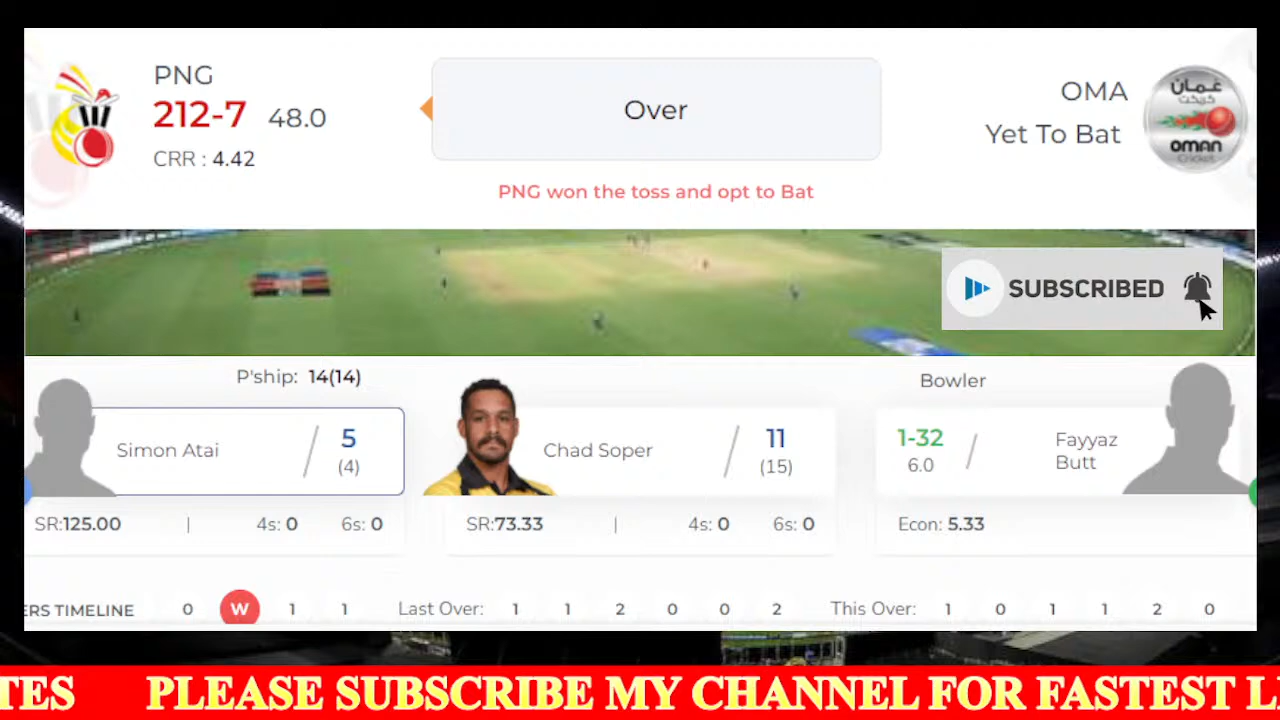 PNG
212-7 48.0
CRR : 4.42
Over
PNG won the toss and opt to Bat
OMA
Yet To Bat
عمان
كريكت
OMAN
Cricket
SUBSCRIBED
P'ship: 14(14)
Bowler
Simon Atai / 5
(4)
Chad Soper / 11
(15)
1-32 / Fayyaz
6.0 Butt
SR:125.00 | 4s: 0 6s: 0
SR:73.33 | 4s: 0 6s: 0
Econ: 5.33
ERS TIMELINE 0 W 1 1 Last Over: 1 1 2 0 0 2 This Over: 1 0 1 1 2 0
TES PLEASE SUBSCRIBE MY CHANNEL FOR FASTEST L